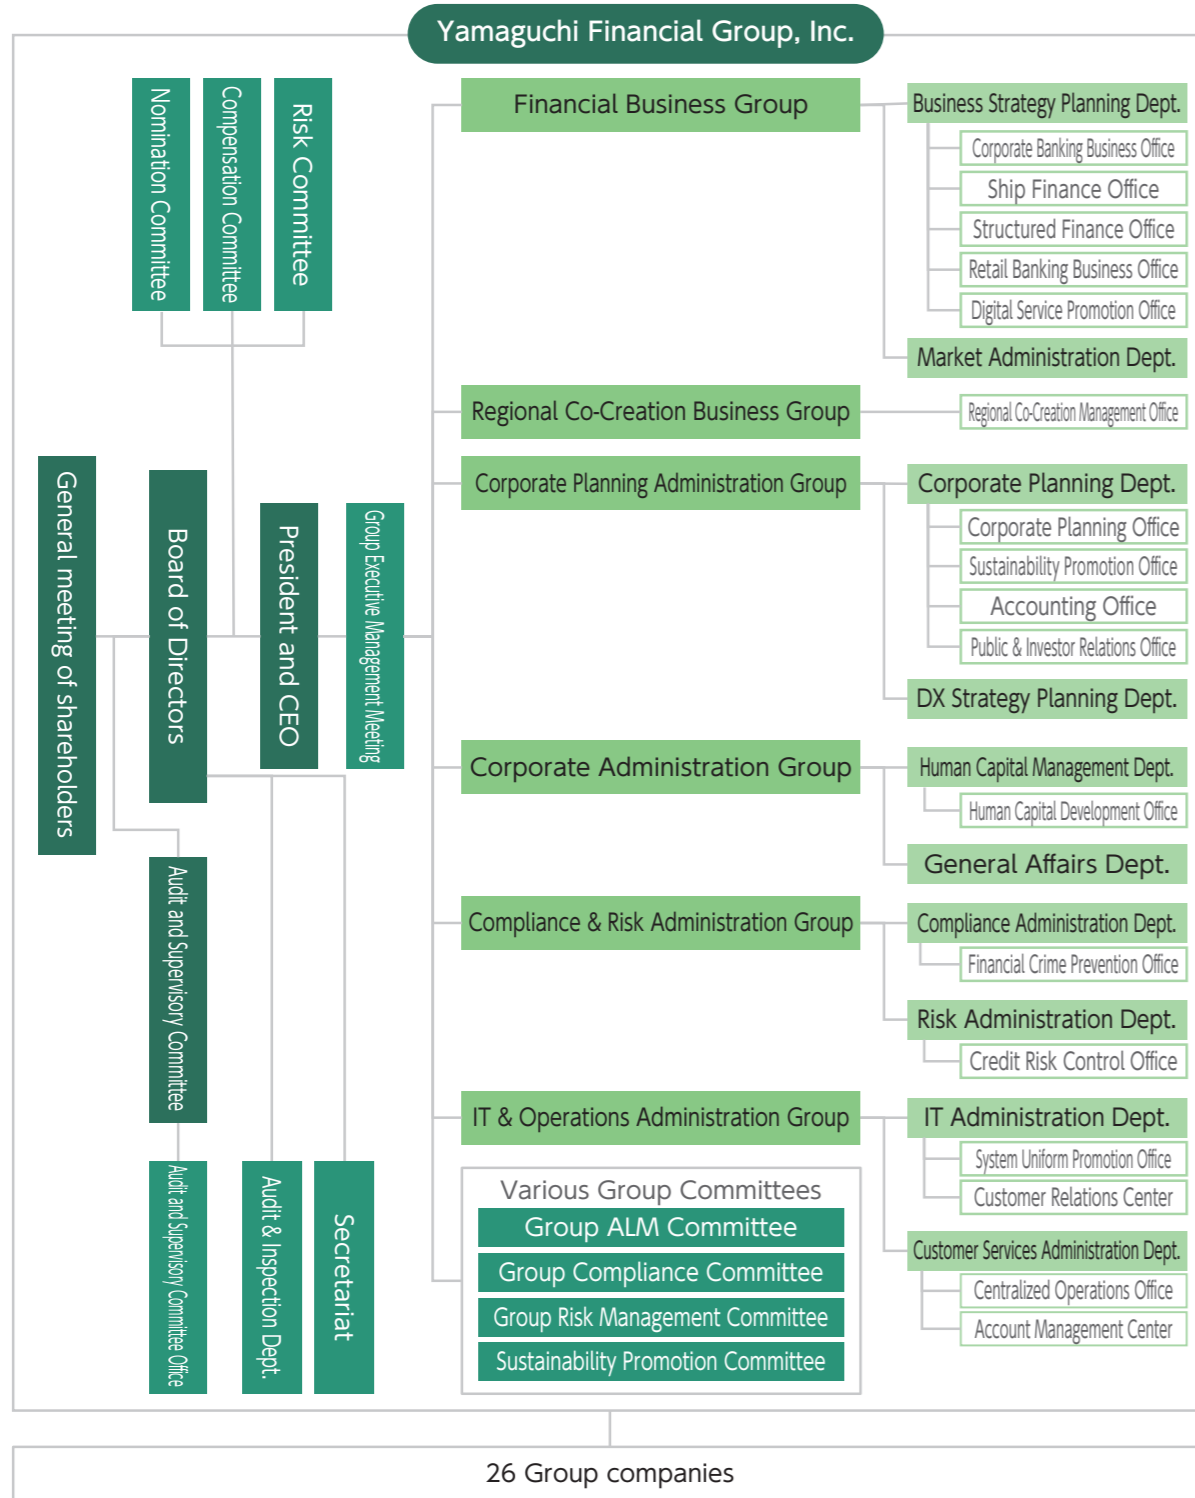 Yamaguchi Financial Group, Inc.
Nomination Committee
Compensation Committee
Risk Committee
General meeting of shareholders
Board of Directors
President and CEO
Group Executive Management Meeting
Audit and Supervisory Committee
Audit and Supervisory Committee Office
Audit & Inspection Dept.
Secretariat
Financial Business Group
Business Strategy Planning Dept.
Corporate Banking Business Office
Ship Finance Office
Structured Finance Office
Retail Banking Business Office
Digital Service Promotion Office
Market Administration Dept.
Regional Co-Creation Business Group
Regional Co-Creation Management Office
Corporate Planning Administration Group
Corporate Planning Dept.
Corporate Planning Office
Sustainability Promotion Office
Accounting Office
Public & Investor Relations Office
DX Strategy Planning Dept.
Corporate Administration Group
Human Capital Management Dept.
Human Capital Development Office
General Affairs Dept.
Compliance & Risk Administration Group
Compliance Administration Dept.
Financial Crime Prevention Office
Risk Administration Dept.
Credit Risk Control Office
IT & Operations Administration Group
IT Administration Dept.
System Uniform Promotion Office
Customer Relations Center
Customer Services Administration Dept.
Centralized Operations Office
Account Management Center
Various Group Committees
Group ALM Committee
Group Compliance Committee
Group Risk Management Committee
Sustainability Promotion Committee
26 Group companies